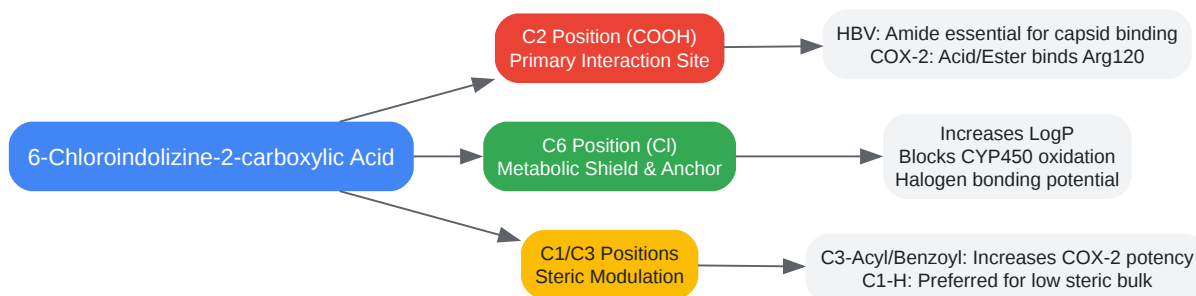 C2 Position (COOH)
Primary Interaction Site
HBV: Amide essential for capsid binding
COX-2: Acid/Ester binds Arg120
6-Chloroindolizine-2-carboxylic Acid
C6 Position (Cl)
Metabolic Shield & Anchor
Increases LogP
Blocks CYP450 oxidation
Halogen bonding potential
C1/C3 Positions
Steric Modulation
C3-Acyl/Benzoyl: Increases COX-2 potency
C1-H: Preferred for low steric bulk